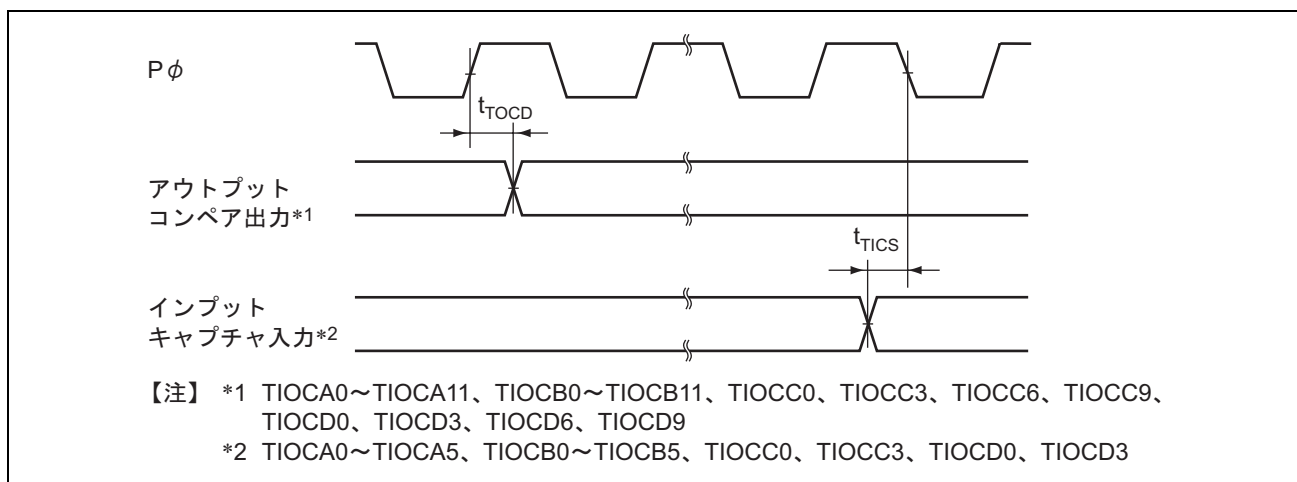 Pφ
tTOCD
アウトプット
コンペア出力*1
tTICS
インプット
キャプチャ入力*2
【注】 *1 TIOCA0～TIOCA11、TIOCB0～TIOCB11、TIOCC0、TIOCC3、TIOCC6、TIOCC9、
TIOCD0、TIOCD3、TIOCD6、TIOCD9
*2 TIOCA0～TIOCA5、TIOCB0～TIOCB5、TIOCC0、TIOCC3、TIOCD0、TIOCD3